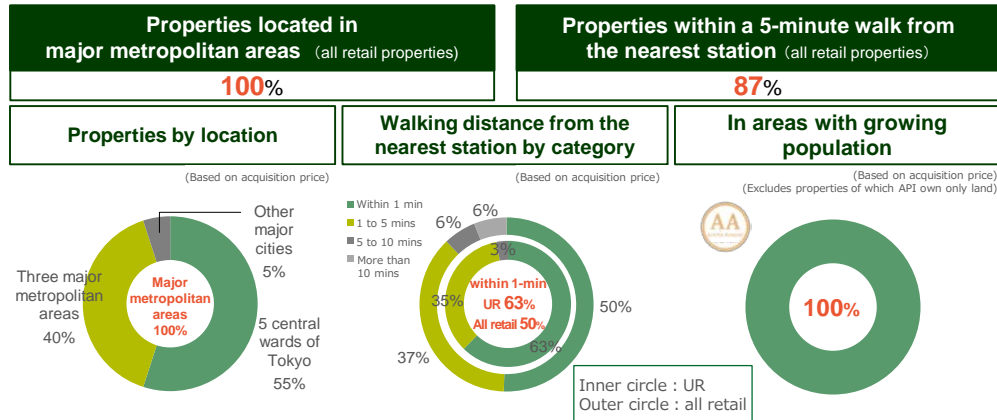 Properties located in
major metropolitan areas (all retail properties)
100%
Properties within a 5-minute walk from
the nearest station (all retail properties)
87%
Properties by location
(Based on acquisition price)
Other
major
cities
5%
Three major
metropolitan
areas
40%
Major
metropolitan
areas
100%
5 central
wards of
Tokyo
55%
Walking distance from the
nearest station by category
(Based on acquisition price)
Within 1 min
1 to 5 mins
5 to 10 mins
More than
10 mins
6%
6%
3%
35%
within 1-min
UR 63%
All retail 50%
63%
50%
37%
Inner circle : UR
Outer circle : all retail
In areas with growing
population
(Based on acquisition price)
(Excludes properties of which API own only land)
AA
100%